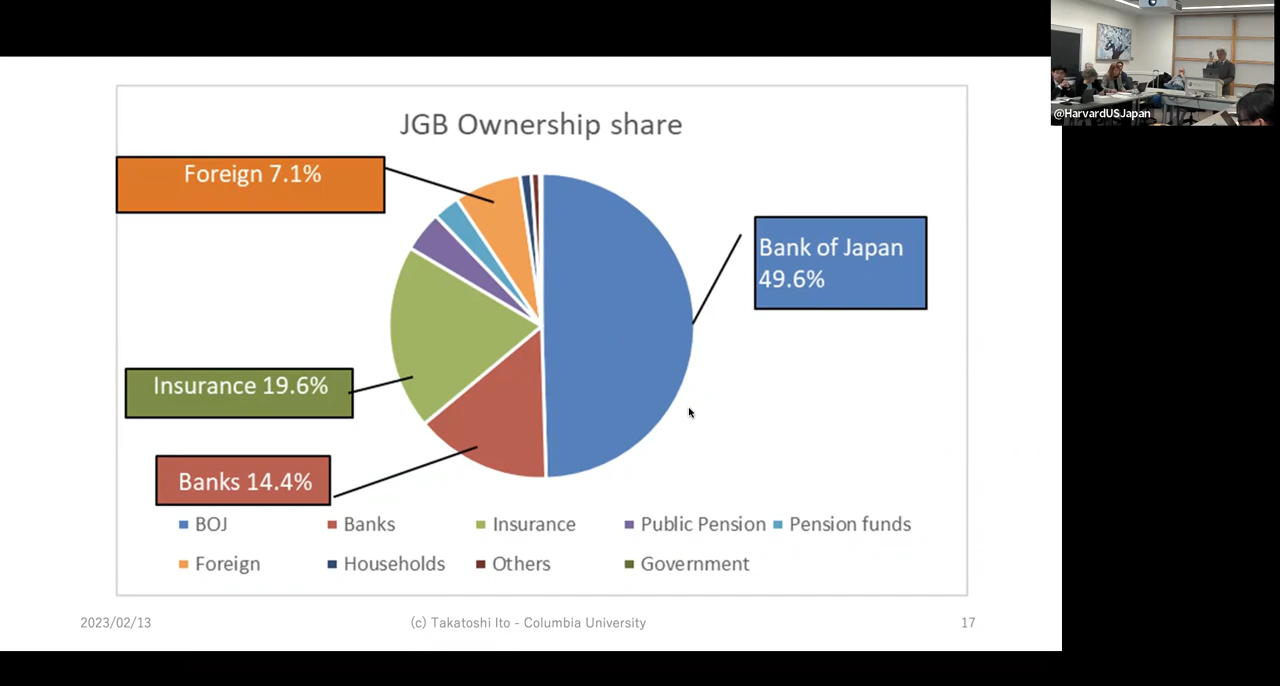 @HarvardUSJapan
JGB Ownership share
Foreign 7.1%
Bank of Japan
49.6%
Insurance 19.6%
Banks 14.4%
BOJ
Banks
Insurance
Public Pension
Pension funds
Foreign
Households
Others
Government
2023/02/13
(c) Takatoshi Ito - Columbia University
17